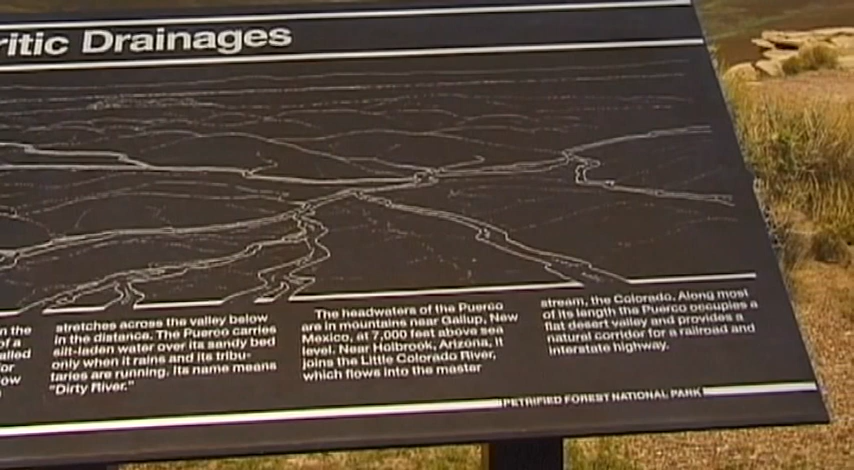 ritic Drainages
n the
of a
alled
for
ow
stretches across the valley below
in the distance. The Puerco carries
silt-laden water over its sandy bed
only when it rains and its tribu-
taries are running. Its name means
"Dirty River."
The headwaters of the Puerco
are in mountains near Gallup, New
Mexico, at 7,000 feet above sea
level. Near Holbrook, Arizona, it
joins the Little Colorado River,
which flows into the master
stream, the Colorado. Along most
of its length the Puerco occupies a
flat desert valley and provides a
natural corridor for a railroad and
interstate highway.
PETRIFIED FOREST NATIONAL PARK